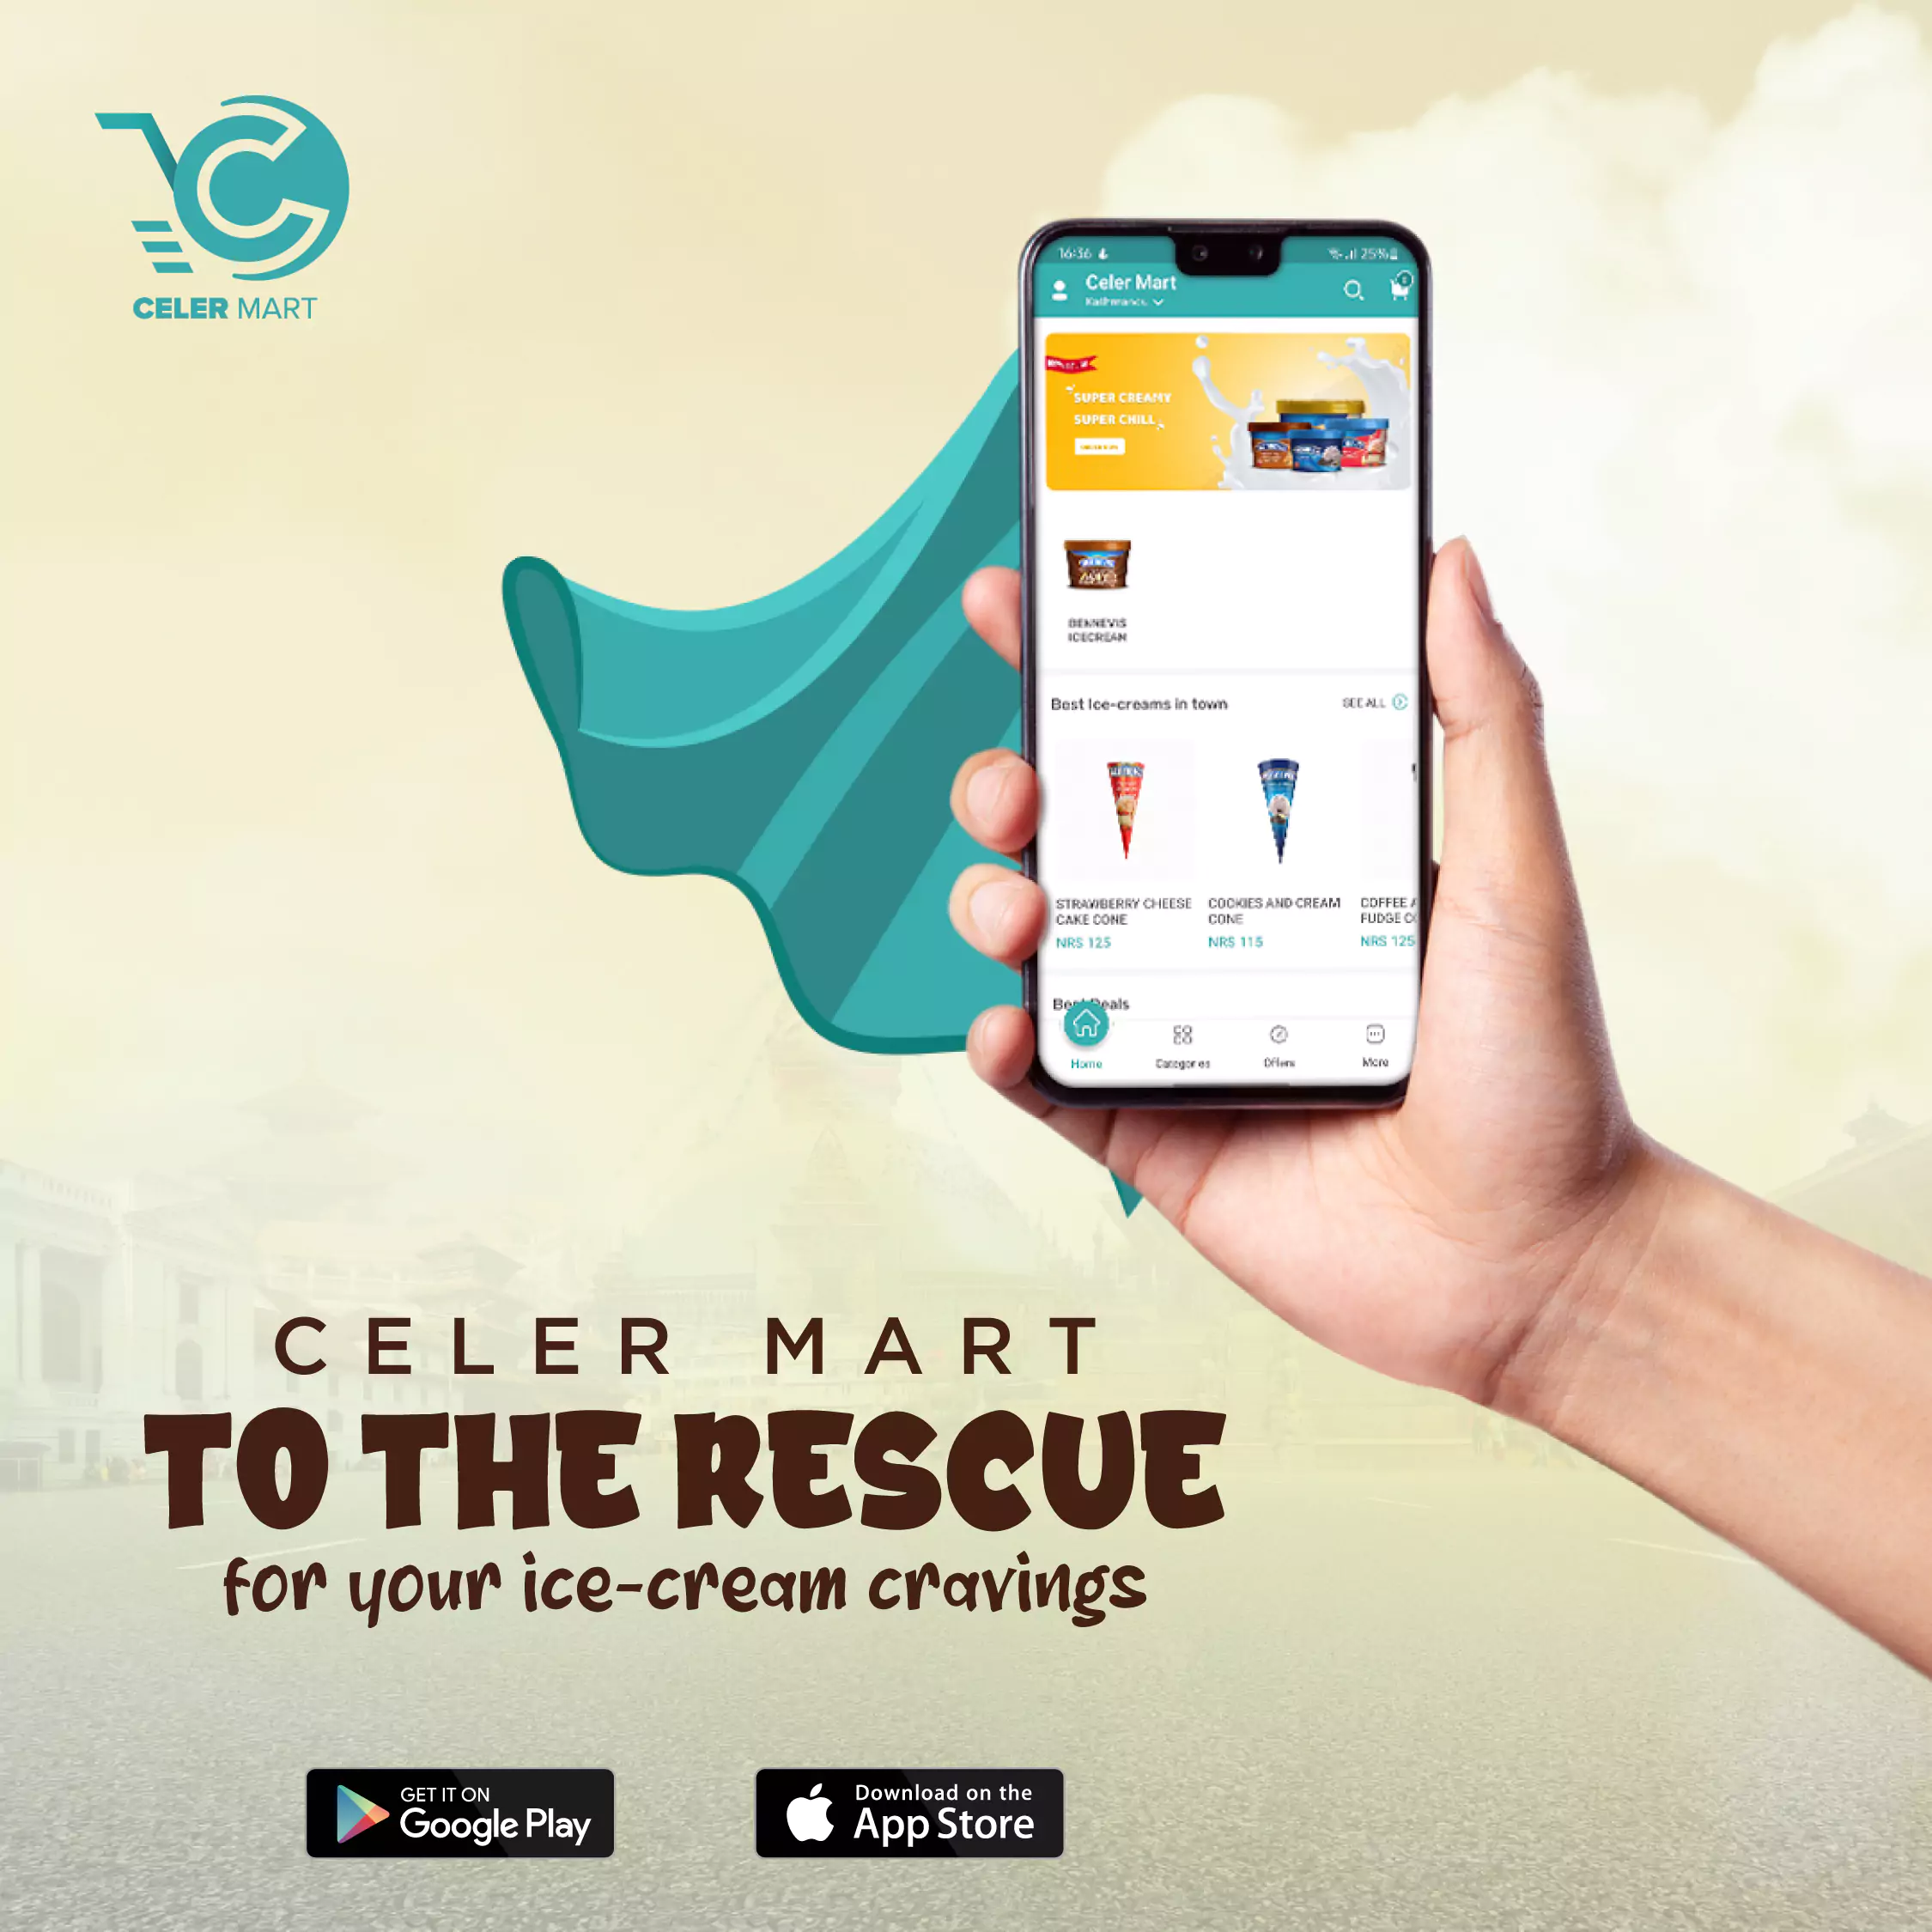 CELER MART
16:36
25%
Celer Mart
SUPER CREAMY
SUPER CHILL
BENNEVIS
ICECREAM
Best Ice-creams in town
SEE ALL
STRAWBERRY CHEESE
CAKE CONE
NRS 125
COOKIES AND CREAM
CONE
NRS 115
COFFEE
FUDGE
NRS 125
Deals
Home
Categories
Offers
More
CELER MART
TO THE RESCUE
for your ice-cream cravings
GET IT ON
Google Play
Download on the
App Store